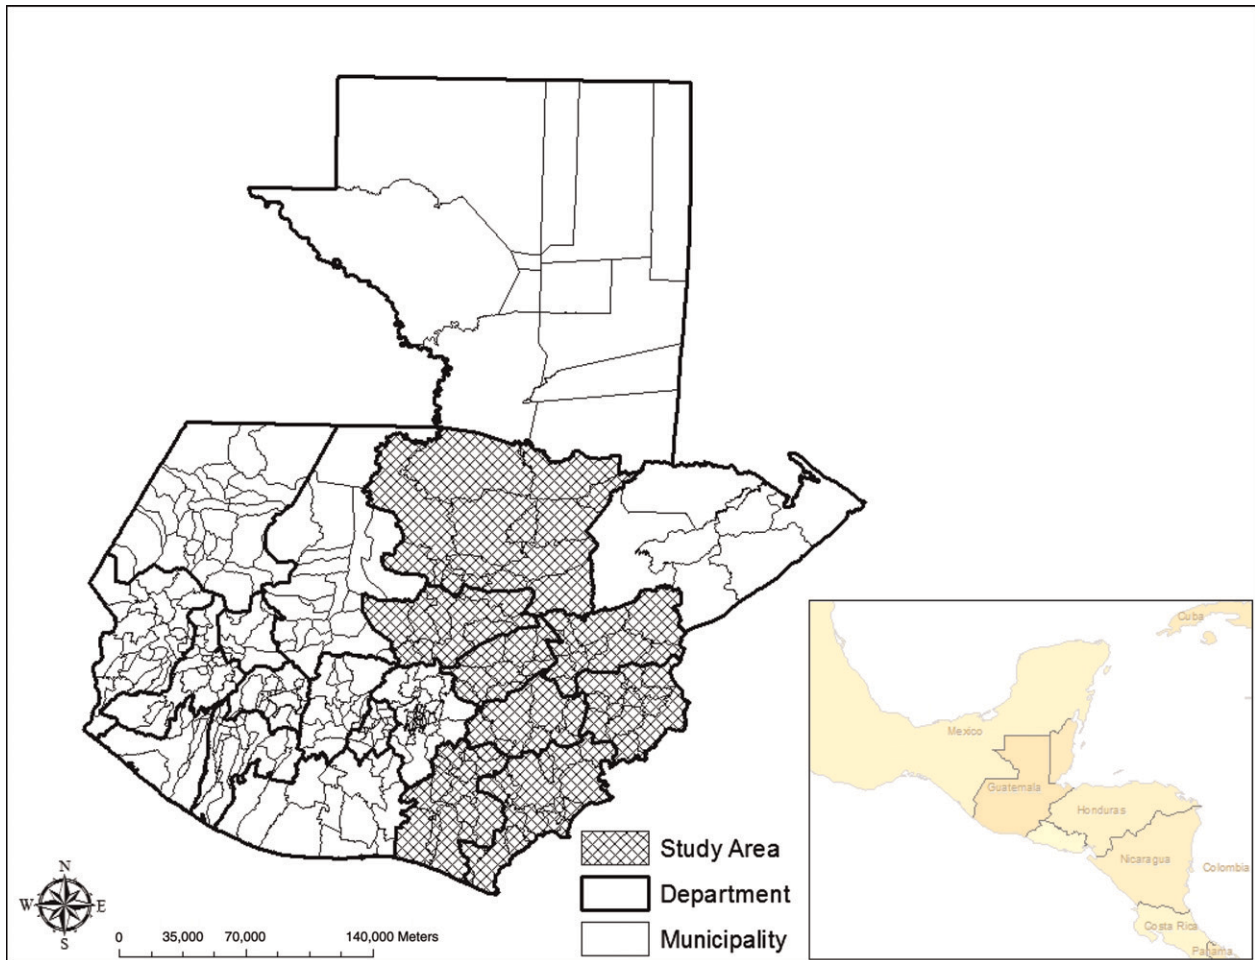 N
W E
S
0 35,000 70,000 140,000 Meters
Study Area
Department
Municipality
Cuba
Mexico
Guatemala
Honduras
Nicaragua
Colombia
Costa Rica
Panama